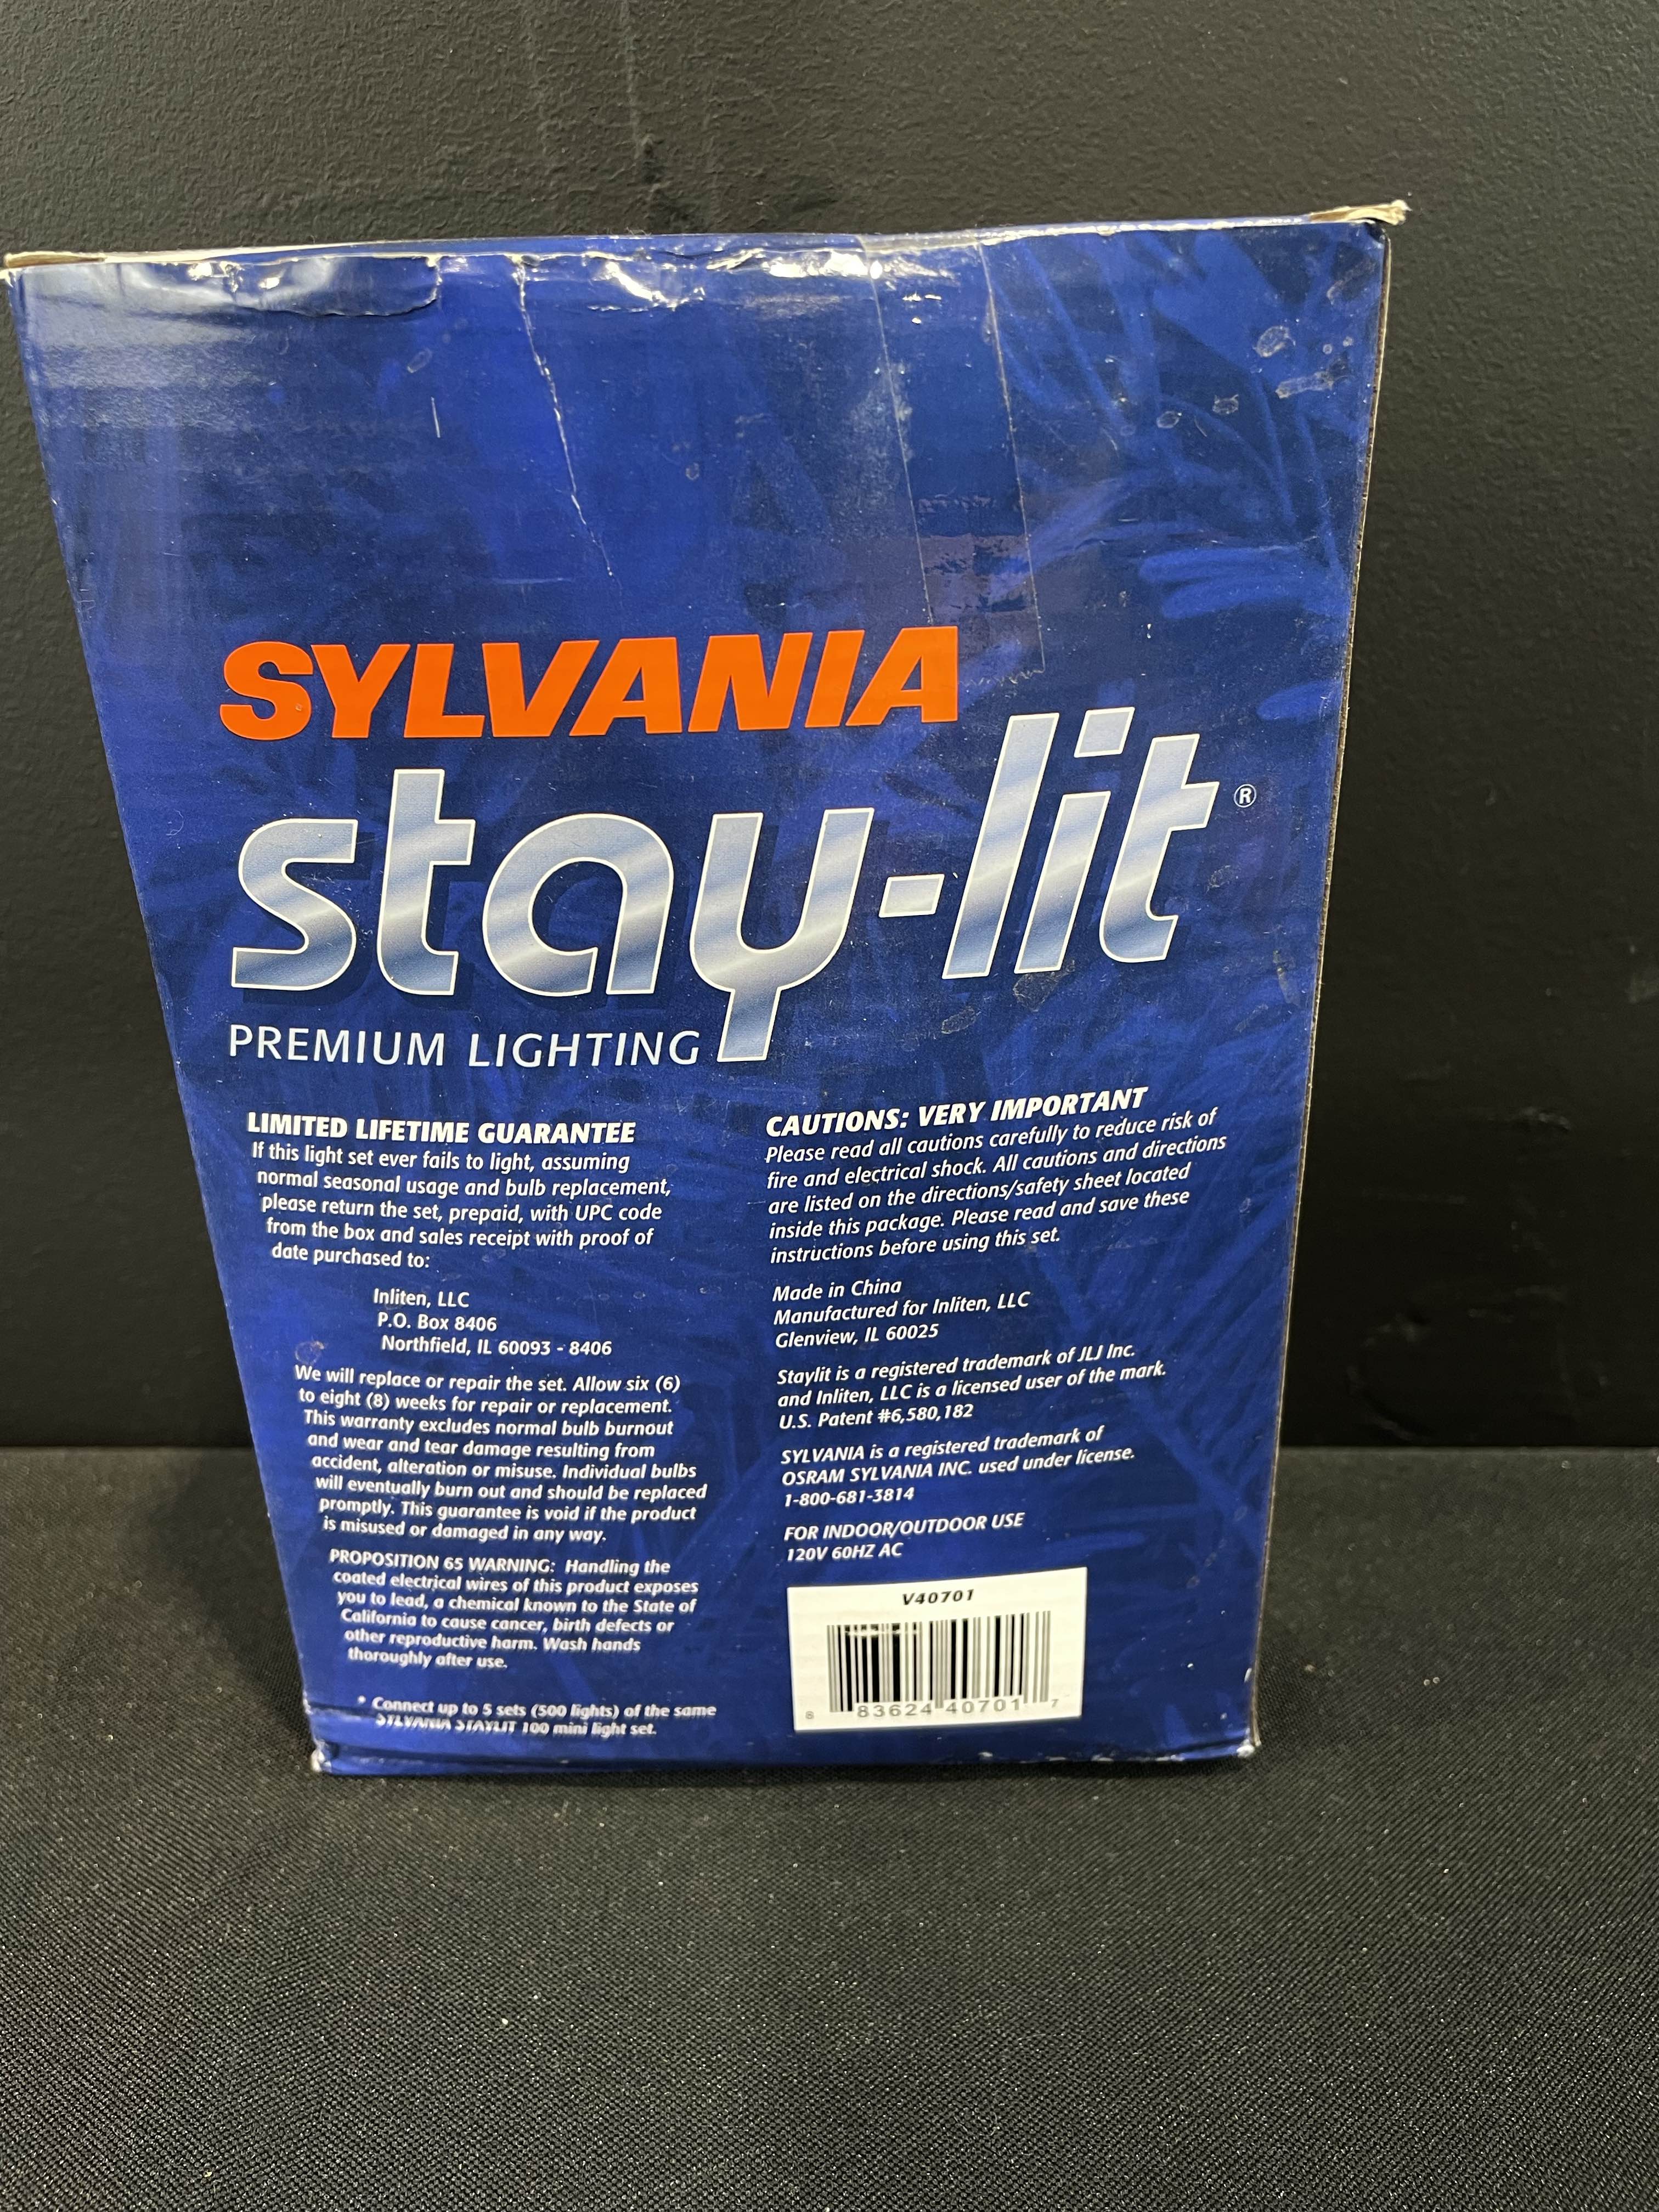 SYLVANIA
stay-lit®
PREMIUM LIGHTING
LIMITED LIFETIME GUARANTEE
If this light set ever fails to light, assuming
normal seasonal usage and bulb replacement,
please return the set, prepaid, with UPC code
from the box and sales receipt with proof of
date purchased to:
Inliten, LLC
P.O. Box 8406
Northfield, IL 60093 - 8406
We will replace or repair the set. Allow six (6)
to eight (8) weeks for repair or replacement.
This warranty excludes normal bulb burnout
and wear and tear damage resulting from
accident, alteration or misuse. Individual bulbs
will eventually burn out and should be replaced
promptly. This guarantee is void if the product
is misused or damaged in any way.
PROPOSITION 65 WARNING: Handling the
coated electrical wires of this product exposes
you to lead, a chemical known to the State of
California to cause cancer, birth defects or
other reproductive harm. Wash hands
thoroughly after use.
* Connect up to 5 sets (500 lights) of the same
SYLVANIA STAYLIT 100 mini light set.
CAUTIONS: VERY IMPORTANT
Please read all cautions carefully to reduce risk of
fire and electrical shock. All cautions and directions
are listed on the directions/safety sheet located
inside this package. Please read and save these
instructions before using this set.
Made in China
Manufactured for Inliten, LLC
Glenview, IL 60025
Staylit is a registered trademark of JLJ Inc.
and Inliten, LLC is a licensed user of the mark.
U.S. Patent #6,580,182
SYLVANIA is a registered trademark of
OSRAM SYLVANIA INC. used under license.
1-800-681-3814
FOR INDOOR/OUTDOOR USE
120V 60HZ AC
V40701
8 83624 40701 7